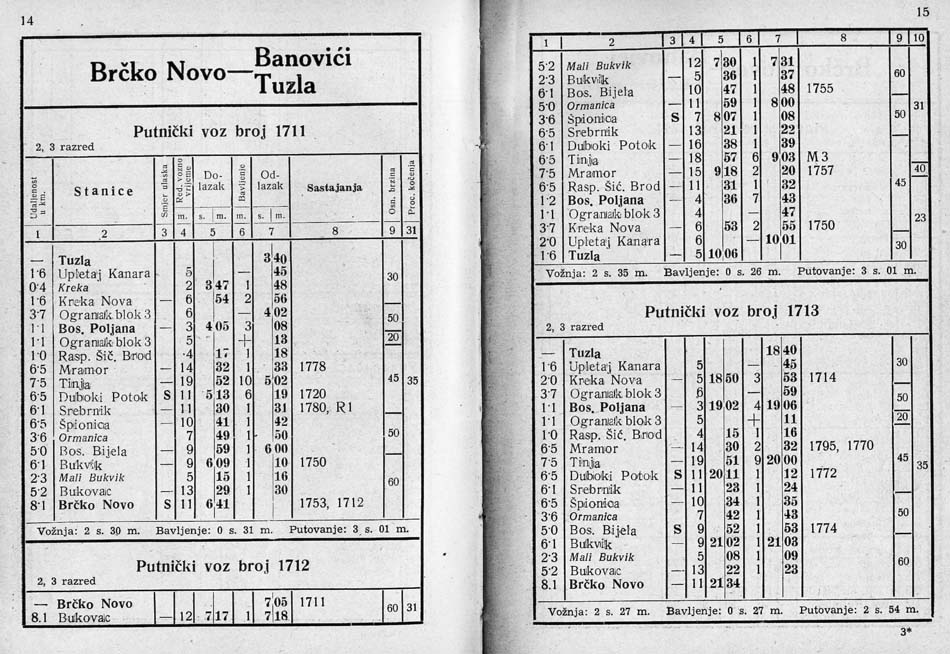 14
Brčko Novo—Banovići
Tuzla
Putnički voz broj 1711
2, 3 razred
Udaljenost u km. Stanice Smjer ulaska Red. vozno vrijeme Dolazak Bavljenje Odlazak Sastajanja Osn. brzina Proc. kočenja
m. s. m. m. s. m.
1 2 3 4 5 6 7 8 9 31
— Tuzla 3 40
1·6 Upletaj Kanara 5 — 45 30
0·4 Kreka 2 3 47 1 48
1·6 Kreka Nova — 6 54 2 56
3·7 Ogranak blok 3 6 — 4 02 50
1·1 Bos. Poljana — 3 4 05 3 08
1·1 Ogranak blok 3 5 + 13 20
1·0 Rasp. Šič. Brod 4 17 1 18
6·5 Mramor — 14 32 1 33 1778
7·5 Tinja — 19 52 10 5 02 45 35
6·5 Duboki Potok S 11 5 13 6 19 1720
6·1 Srebrnik — 11 30 1 31 1780, R1
6·5 Špionica — 10 41 1 42
3·6 Ormanica 7 49 1 50 50
5·0 Bos. Bijela — 9 59 1 6 00
6·1 Bukvik — 9 6 09 1 10 1750
2·3 Mali Bukvik 5 15 1 16
5·2 Bukovac — 13 29 1 30 60
8·1 Brčko Novo S 11 6 41 1753, 1712
Vožnja: 2 s. 30 m. Bavljenje: 0 s. 31 m. Putovanje: 3 s. 01 m.
Putnički voz broj 1712
2, 3 razred
— Brčko Novo 7 05 1711
8.1 Bukovac — 12 7 17 1 7 18 60 31
15
1 2 3 4 5 6 7 8 9 10
5·2 Mali Bukvik 12 7 30 1 7 31
2·3 Bukvik — 5 36 1 37 60
6·1 Bos. Bijela 10 47 1 48 1755
5·0 Ormanica — 11 59 1 8 00 31
3·6 Špionica S 7 8 07 1 08 50
6·5 Srebrnik 13 21 1 22
6·1 Duboki Potok — 16 38 1 39
6·5 Tinja — 18 57 6 9 03 M 3
7·5 Mramor — 15 9 18 2 20 1757 40
6·5 Rasp. Šić. Brod — 11 31 1 32 45
1·2 Bos. Poljana — 4 36 7 43
1·1 Ogranak blok 3 4 — 47
3·7 Kreka Nova — 6 53 2 55 1750 23
2·0 Upletaj Kanara 6 — 10 01 30
1·6 Tuzla — 5 10 06
Vožnja: 2 s. 35 m. Bavljenje: 0 s. 26 m. Putovanje: 3 s. 01 m.
Putnički voz broj 1713
2, 3 razred
— Tuzla 18 40
1·6 Upletaj Kanara 5 — 45 30
2·0 Kreka Nova — 5 18 50 3 53 1714
3·7 Ogranak blok 3 6 — 59 50
1·1 Bos. Poljana — 3 19 02 4 19 06
1·1 Ogranak blok 3 5 + 11 20
1·0 Rasp. Šič. Brod 4 15 1 16
6·5 Mramor — 14 30 2 32 1795, 1770
7·5 Tinja — 19 51 9 20 00 45 35
6·5 Duboki Potok S 11 20 11 1 12 1772
6·1 Srebrnik — 11 23 1 24
6·5 Špionica — 10 34 1 35
3·6 Ormanica 7 42 1 43 50
5·0 Bos. Bijela S 9 52 1 53 1774
6·1 Bukvik — 9 21 02 1 21 03
2·3 Mali Bukvik 5 08 1 09
5·2 Bukovac — 13 22 1 23 60
8.1 Brčko Novo — 11 21 34
Vožnja: 2 s. 27 m. Bavljenje: 0 s. 27 m. Putovanje: 2 s. 54 m.
3*